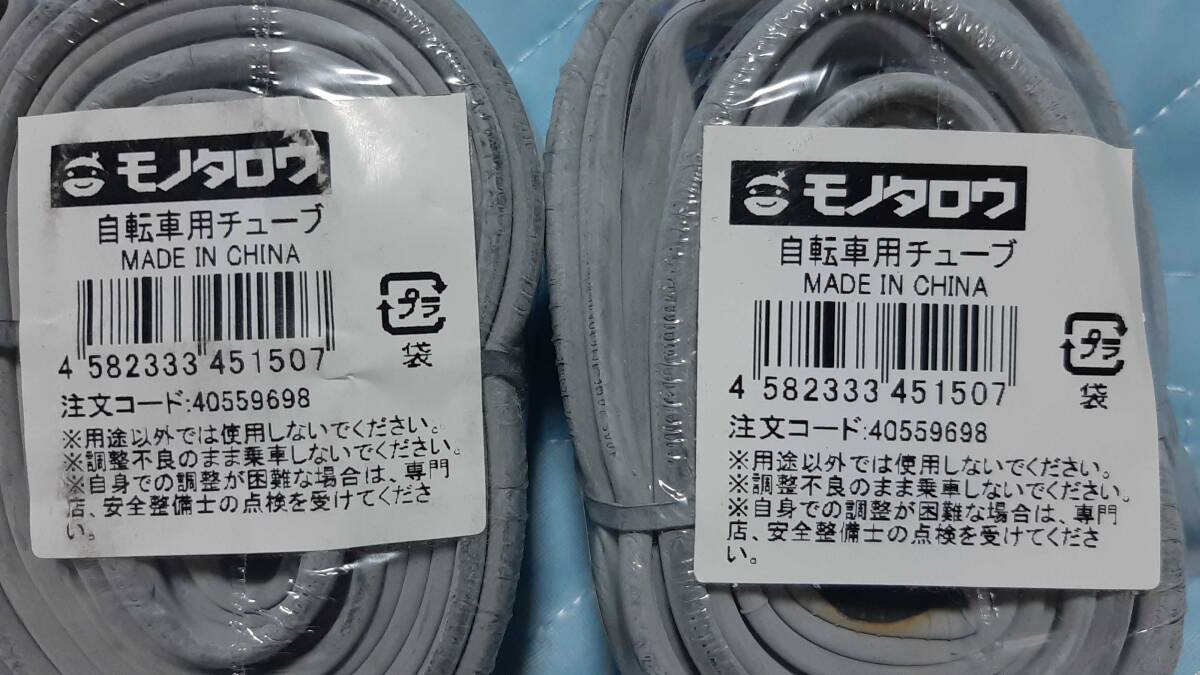 モノタロウ
自転車用チューブ
MADE IN CHINA
4 582333 451507
プラ
袋
注文コード:40559698
※用途以外では使用しないでください。
※調整不良のまま乗車しないでください。
※自身での調整が困難な場合は、専門
店、安全整備士の点検を受けてくださ
い。
モノタロウ
自転車用チューブ
MADE IN CHINA
4 582333 451507
プラ
袋
注文コード:40559698
※用途以外では使用しないでください。
※調整不良のまま乗車しないでください。
※自身での調整が困難な場合は、専門
店、安全整備士の点検を受けてくださ
い。